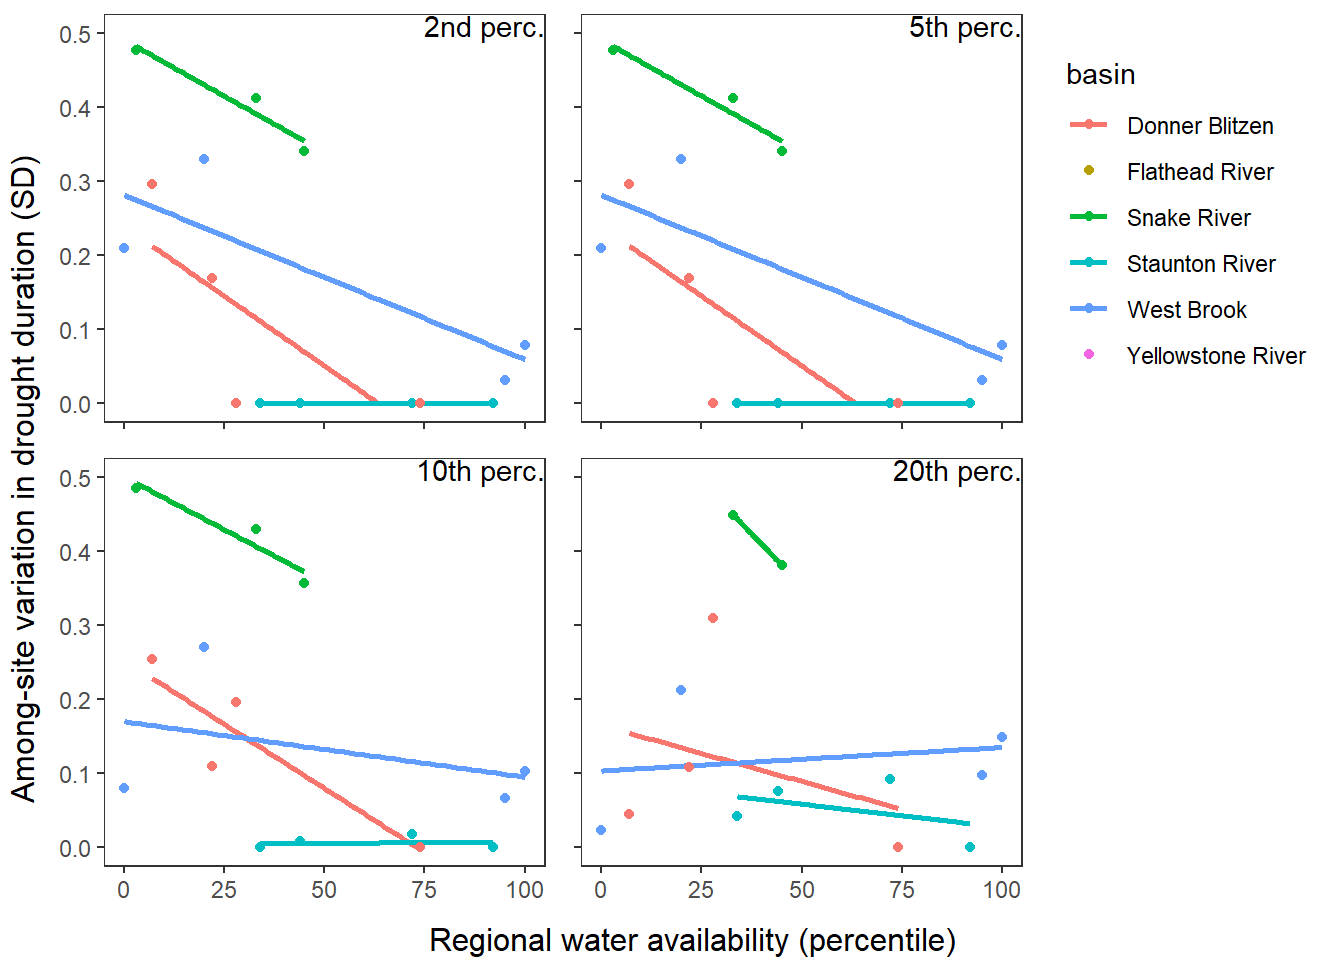 2nd perc.
5th perc.
0.5
0.4
0.3
0.2
0.1
0.0
10th perc.
20th perc.
0.5
0.4
0.3
0.2
0.1
0.0
0 25 50 75 100
0 25 50 75 100
Regional water availability (percentile)
Among-site variation in drought duration (SD)
basin
Donner Blitzen
Flathead River
Snake River
Staunton River
West Brook
Yellowstone River